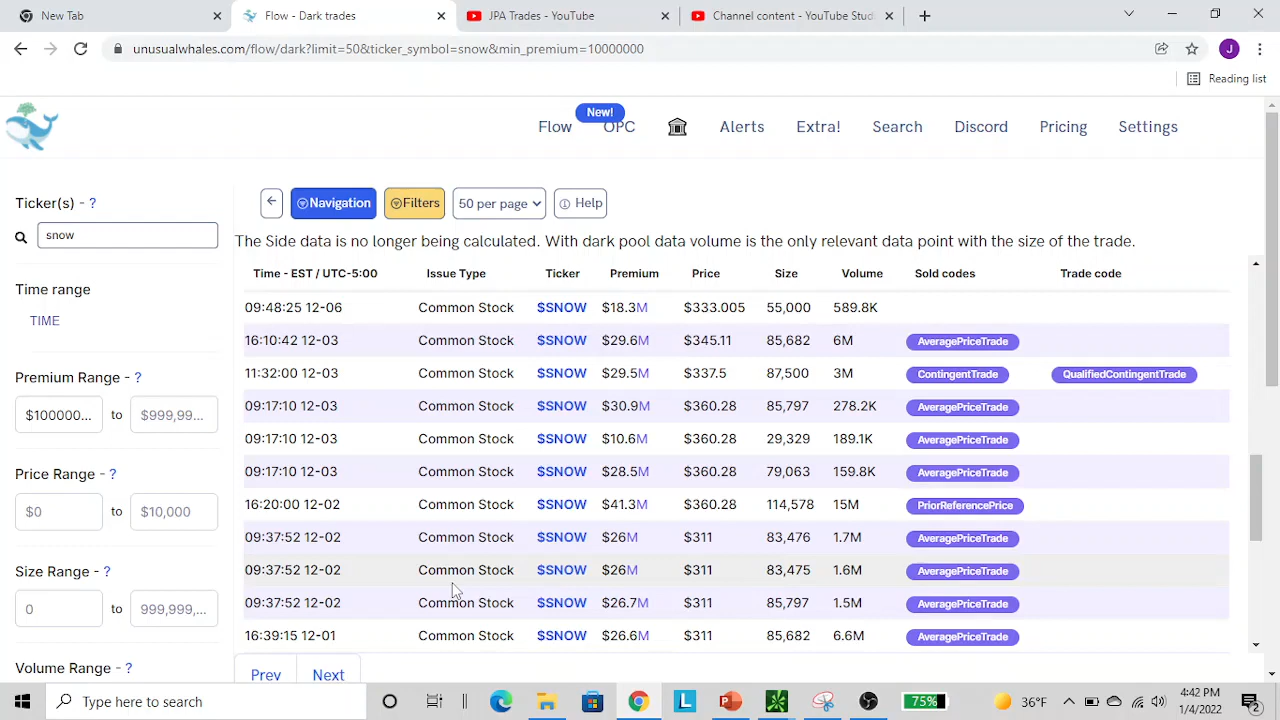 New Tab
Flow - Dark trades
JPA Trades - YouTube
Channel content - YouTube Stud
unusualwhales.com/flow/dark?limit=50&ticker_symbol=snow&min_premium=10000000
J
Reading list
New!
Flow OPC Alerts Extra! Search Discord Pricing Settings
Ticker(s) - ?
snow
Time range
TIME
Premium Range - ?
$100000... to $999,99...
Price Range - ?
$0 to $10,000
Size Range - ?
0 to 999,999,...
Volume Range - ?
Navigation Filters 50 per page Help
The Side data is no longer being calculated. With dark pool data volume is the only relevant data point with the size of the trade.
Time - EST / UTC-5:00 Issue Type Ticker Premium Price Size Volume Sold codes Trade code
09:48:25 12-06 Common Stock $SNOW $18.3M $333.005 55,000 589.8K
16:10:42 12-03 Common Stock $SNOW $29.6M $345.11 85,682 6M AveragePriceTrade
11:32:00 12-03 Common Stock $SNOW $29.5M $337.5 87,500 3M ContingentTrade QualifiedContingentTrade
09:17:10 12-03 Common Stock $SNOW $30.9M $360.28 85,797 278.2K AveragePriceTrade
09:17:10 12-03 Common Stock $SNOW $10.6M $360.28 29,329 189.1K AveragePriceTrade
09:17:10 12-03 Common Stock $SNOW $28.5M $360.28 79,063 159.8K AveragePriceTrade
16:20:00 12-02 Common Stock $SNOW $41.3M $360.28 114,578 15M PriorReferencePrice
09:37:52 12-02 Common Stock $SNOW $26M $311 83,476 1.7M AveragePriceTrade
09:37:52 12-02 Common Stock $SNOW $26M $311 83,475 1.6M AveragePriceTrade
09:37:52 12-02 Common Stock $SNOW $26.7M $311 85,797 1.5M AveragePriceTrade
16:39:15 12-01 Common Stock $SNOW $26.6M $311 85,682 6.6M AveragePriceTrade
Prev Next
Type here to search
L
75%
36°F
4:42 PM
1/4/2022
2